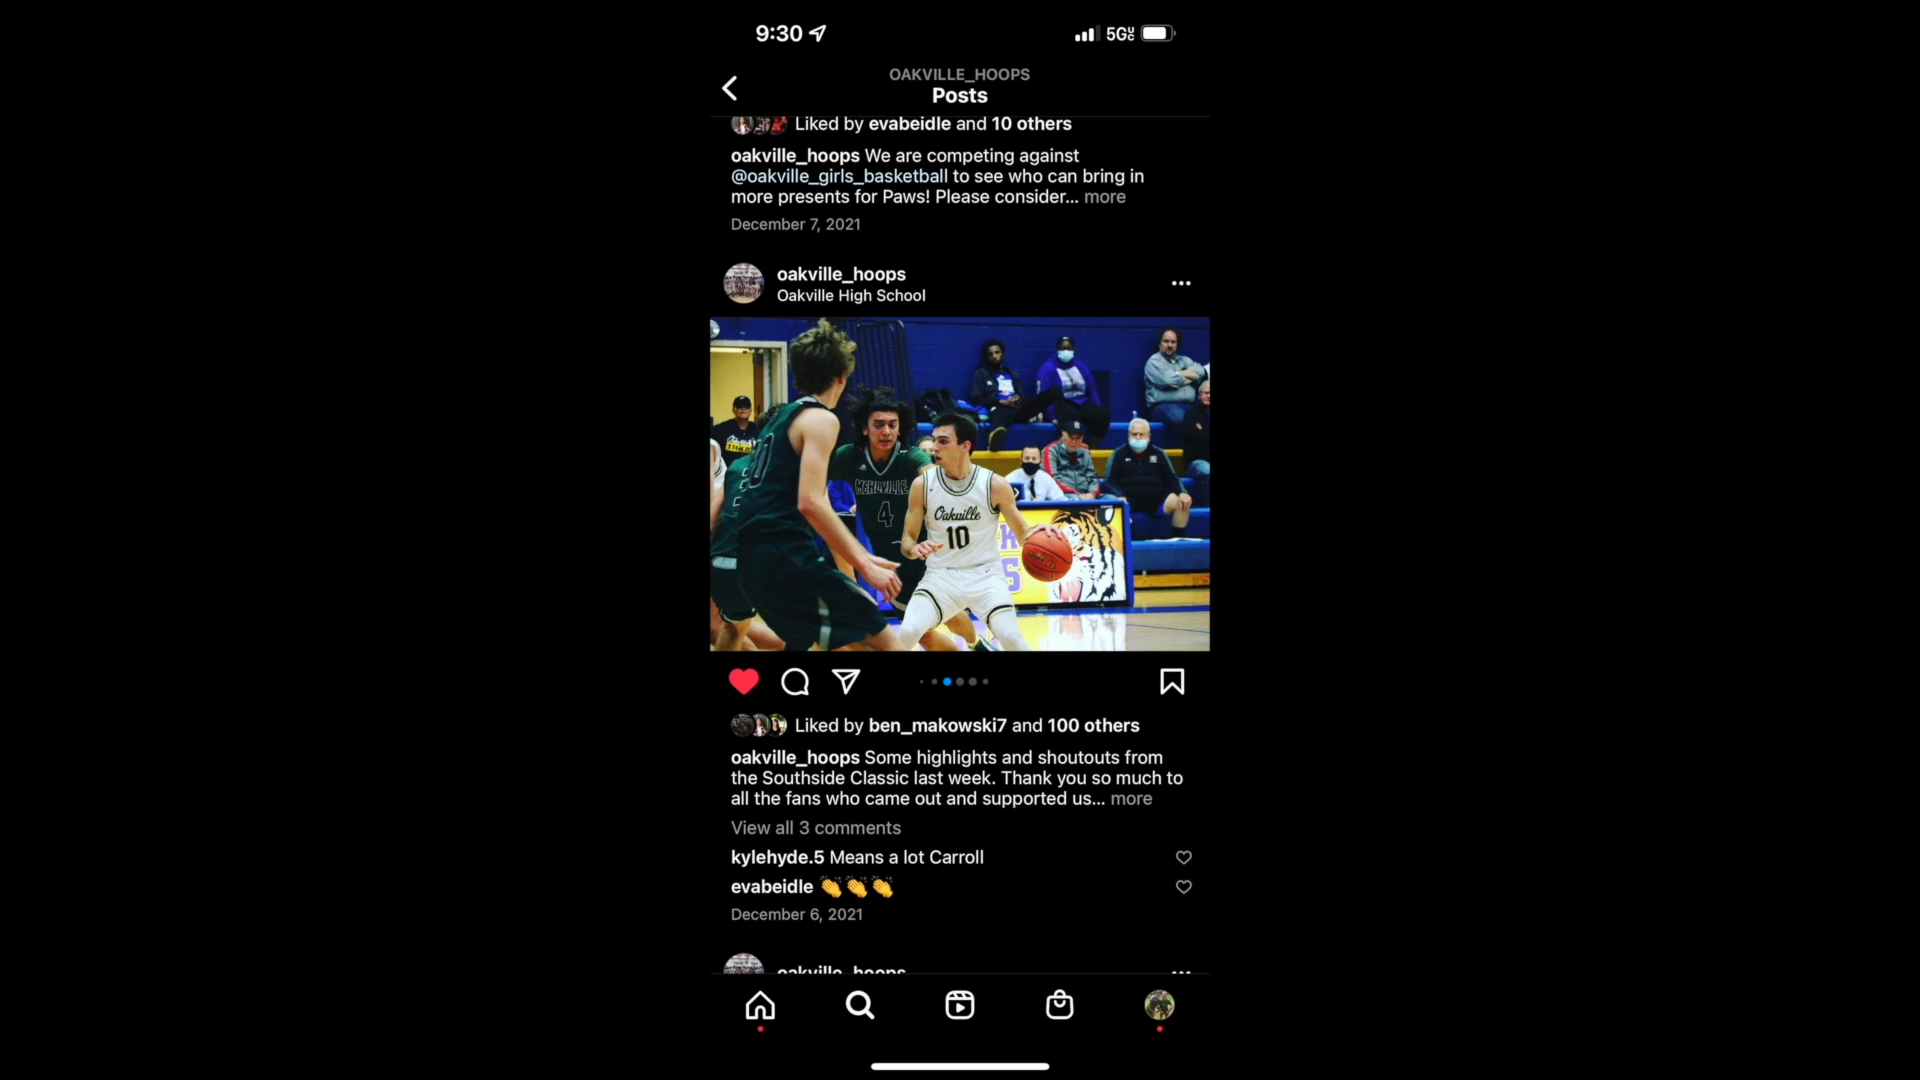 9:30
5G UC
OAKVILLE_HOOPS
Posts
Liked by evabeidle and 10 others
oakville_hoops We are competing against
@oakville_girls_basketball to see who can bring in
more presents for Paws! Please consider... more
December 7, 2021
oakville_hoops
Oakville High School
MEHLVILLE
4
Oakville
10
Liked by ben_makowski7 and 100 others
oakville_hoops Some highlights and shoutouts from
the Southside Classic last week. Thank you so much to
all the fans who came out and supported us... more
View all 3 comments
kylehyde.5 Means a lot Carroll
evabeidle 👏👏👏
December 6, 2021
oakville_hoops